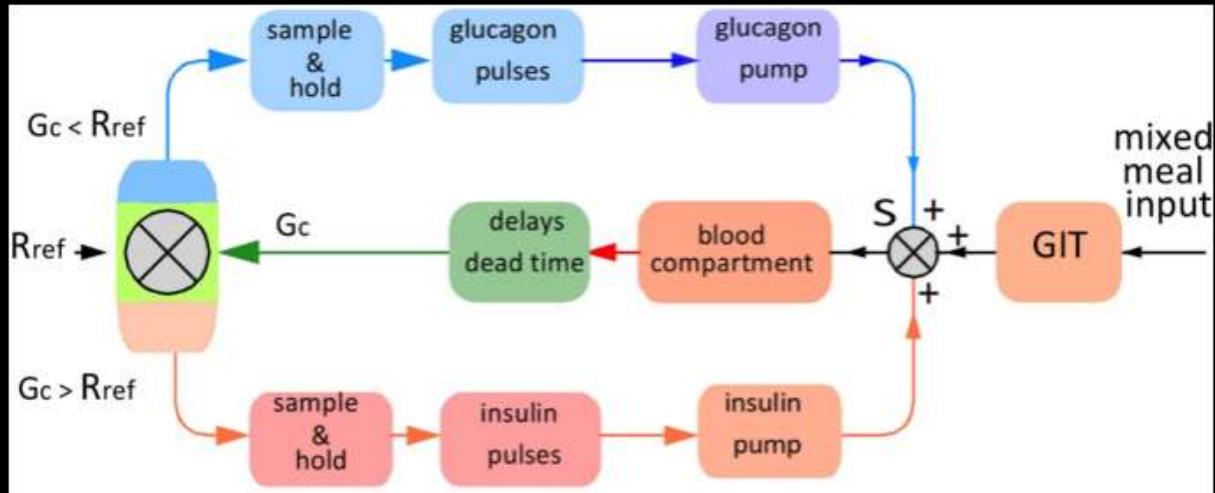 sample
&
hold
glucagon
pulses
glucagon
pump
Gc < Rref
mixed
meal
input
Rref
Gc
delays
dead time
blood
compartment
S
+
+
+
GIT
Gc > Rref
sample
&
hold
insulin
pulses
insulin
pump